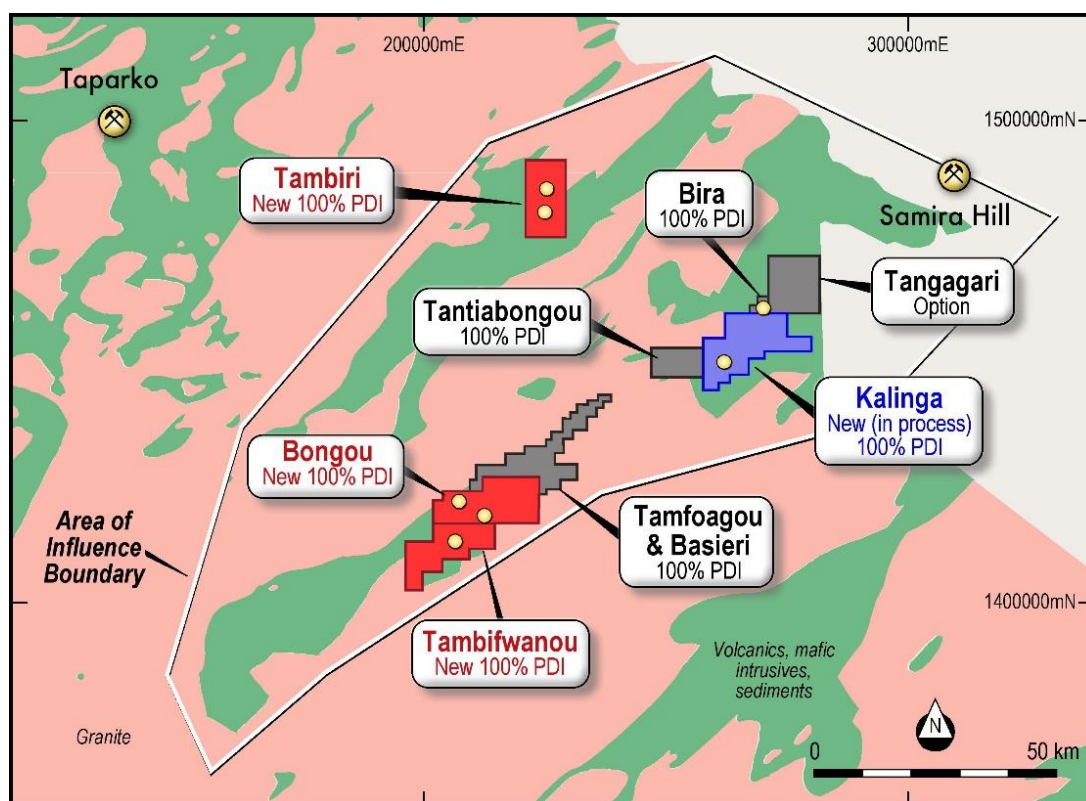 200000mE
300000mE
Taparko
1500000mN
Tambiri
New 100% PDI
Bira
100% PDI
Samira Hill
Tangagari
Option
Tantiabongou
100% PDI
Kalinga
New (in process)
100% PDI
Bongou
New 100% PDI
Area of
Influence
Boundary
Tamfoagou
& Basieri
100% PDI
1400000mN
Tambifwanou
New 100% PDI
Volcanics, mafic
intrusives,
sediments
Granite
N
0
50 km